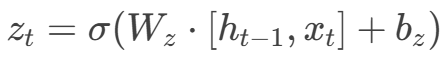 z_t = σ(W_z · [h_{t−1}, x_t] + b_z)